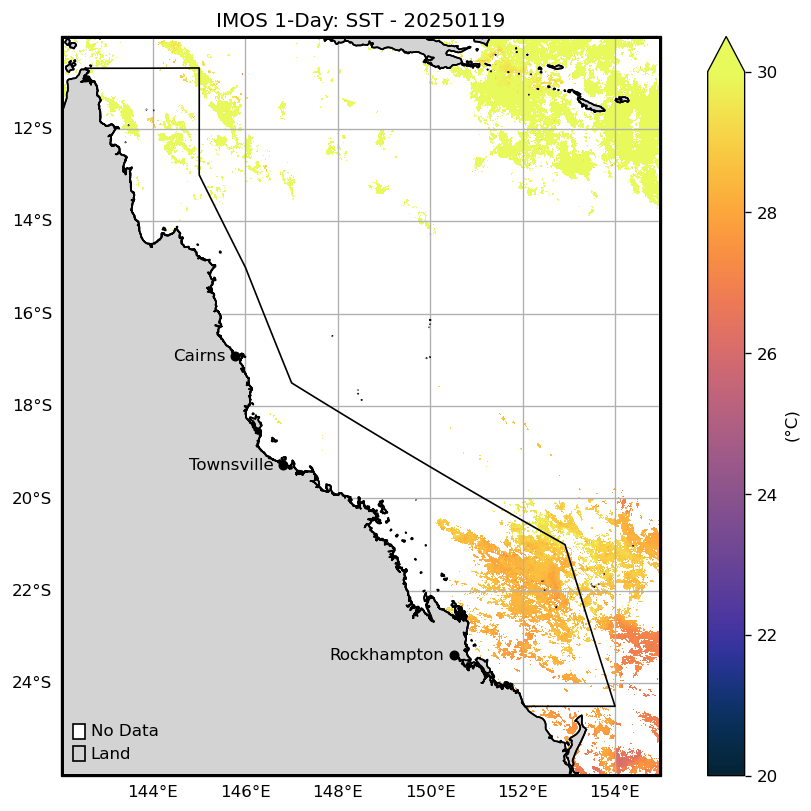 IMOS 1-Day: SST - 20250119
12°S
14°S
16°S
18°S
20°S
22°S
24°S
Cairns
Townsville
Rockhampton
No Data
Land
144°E
146°E
148°E
150°E
152°E
154°E
30
28
26
24
22
20
(°C)